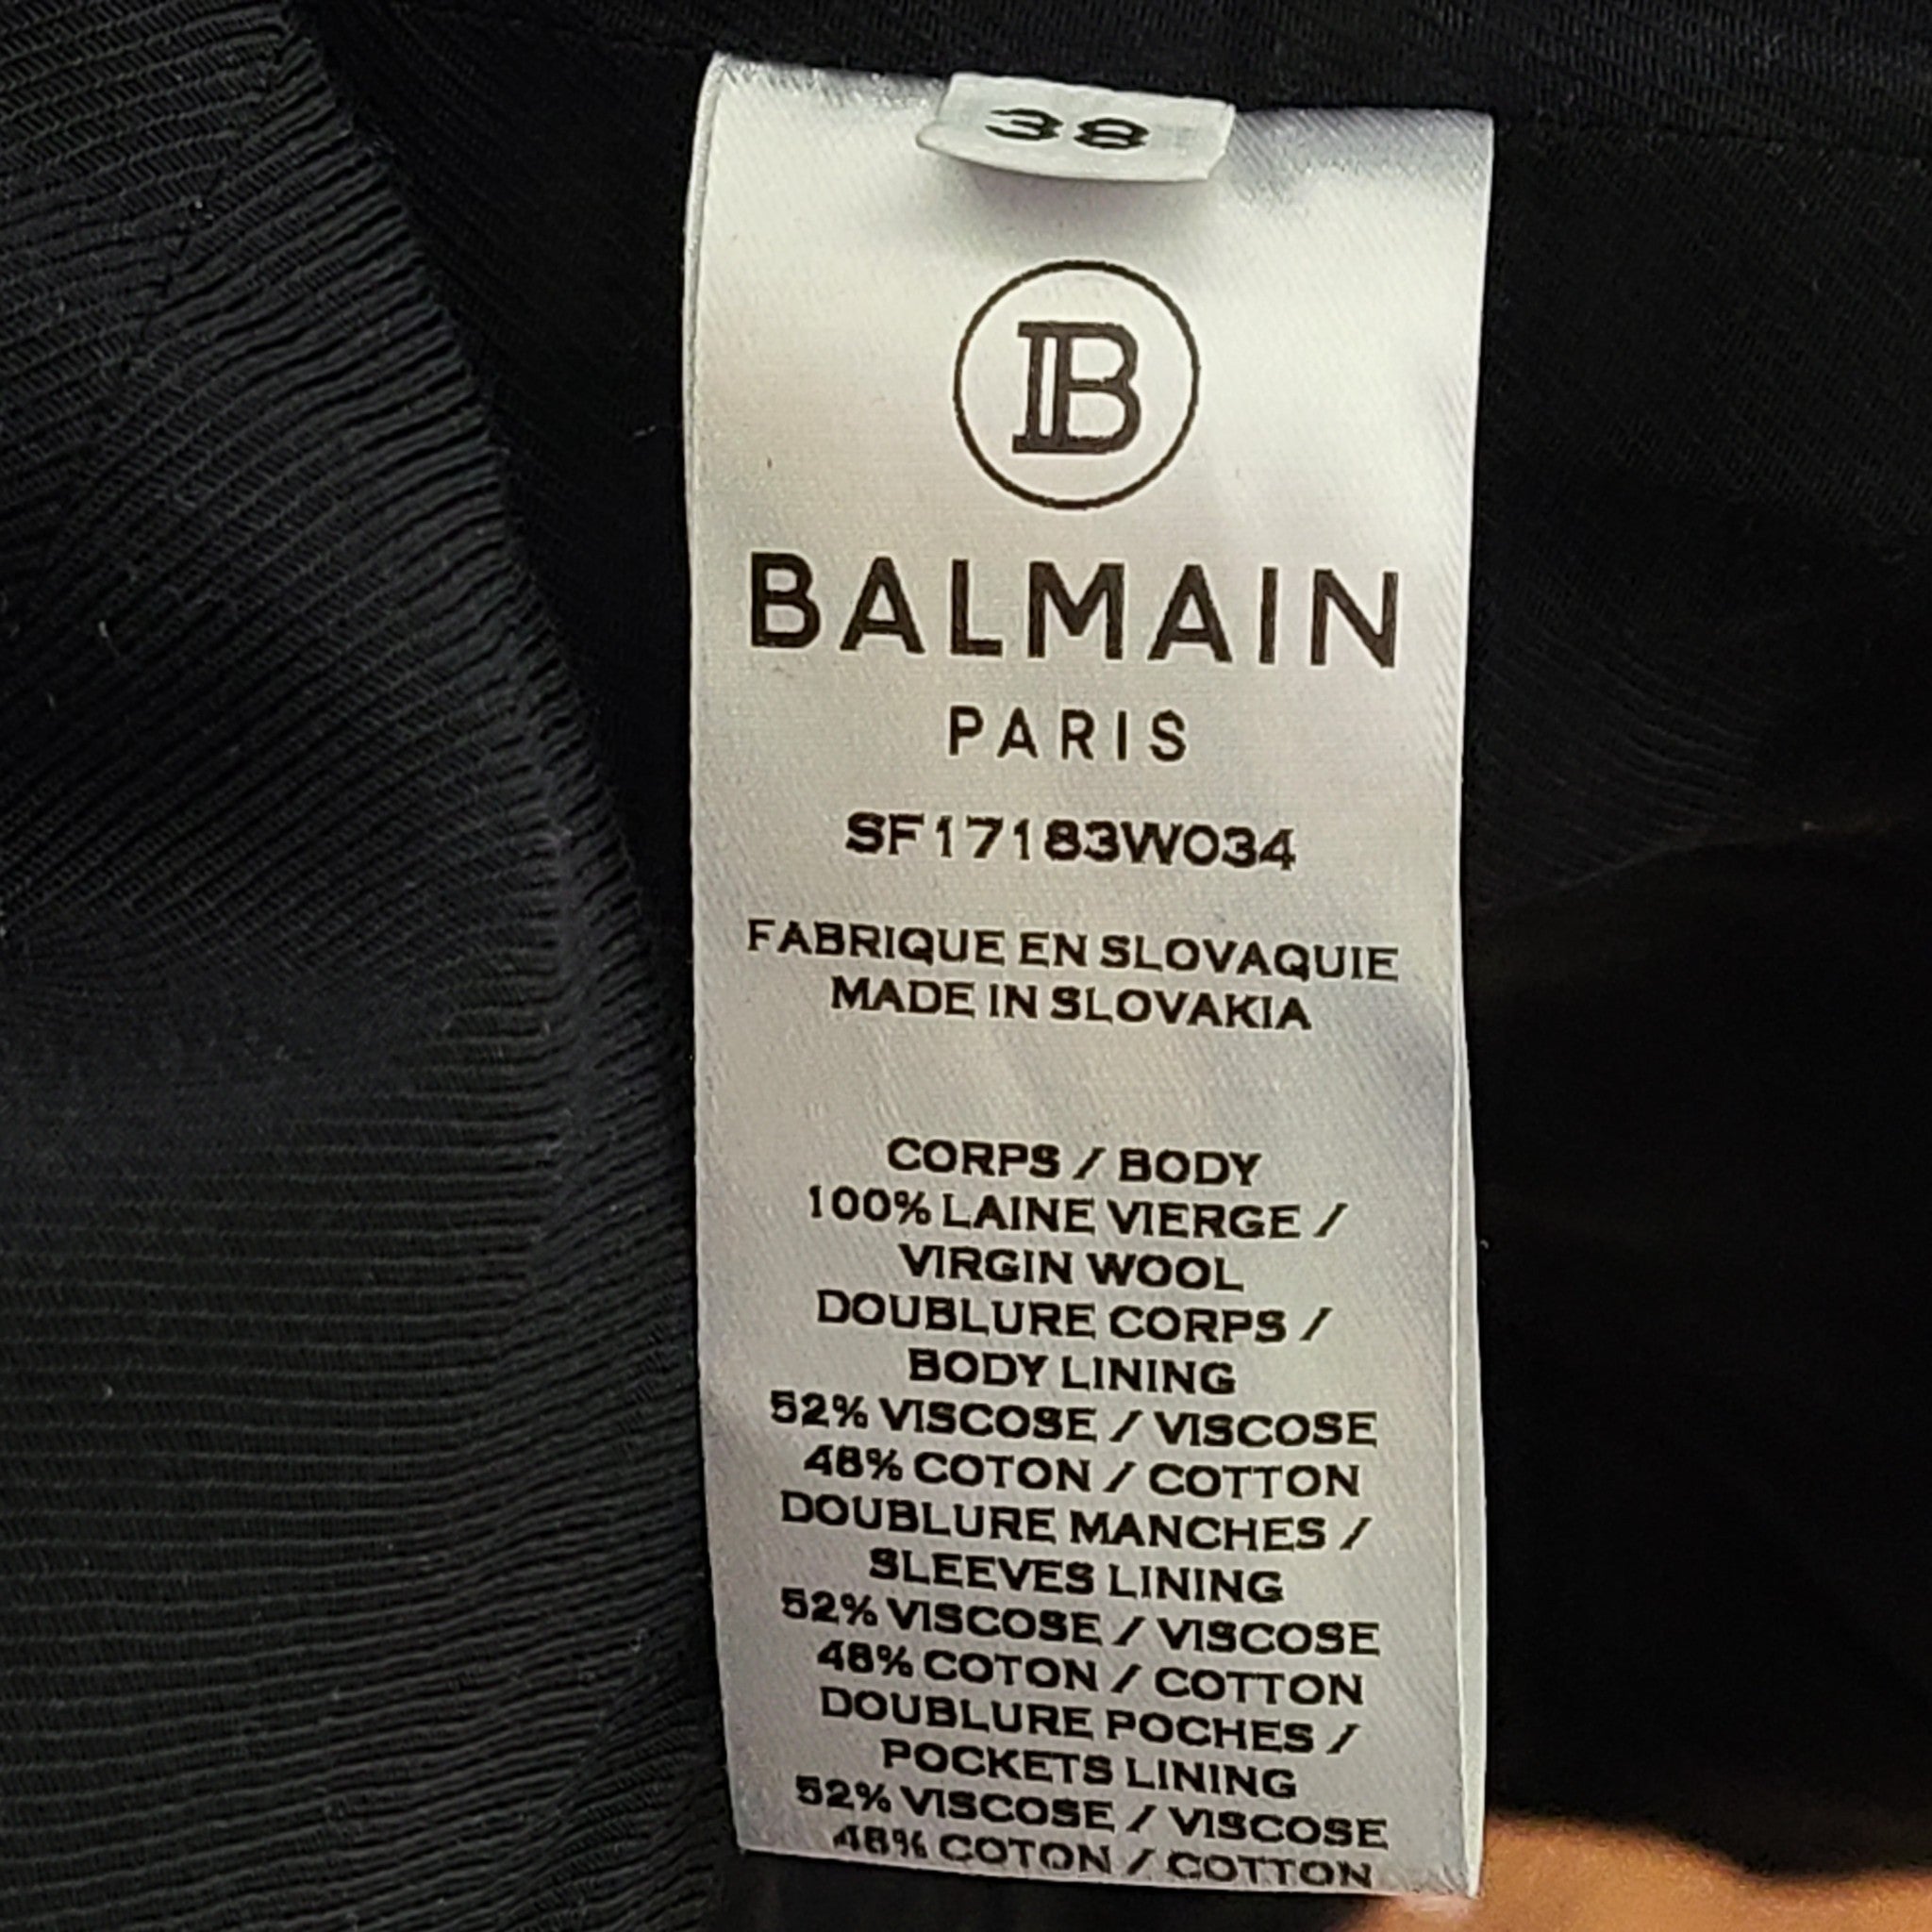 38
B
BALMAIN
PARIS
SF17183W034
FABRIQUE EN SLOVAQUIE
MADE IN SLOVAKIA
CORPS / BODY
100% LAINE VIERGE /
VIRGIN WOOL
DOUBLURE CORPS /
BODY LINING
52% VISCOSE / VISCOSE
48% COTON / COTTON
DOUBLURE MANCHES /
SLEEVES LINING
52% VISCOSE / VISCOSE
48% COTON / COTTON
DOUBLURE POCHES /
POCKETS LINING
52% VISCOSE / VISCOSE
48% COTON / COTTON